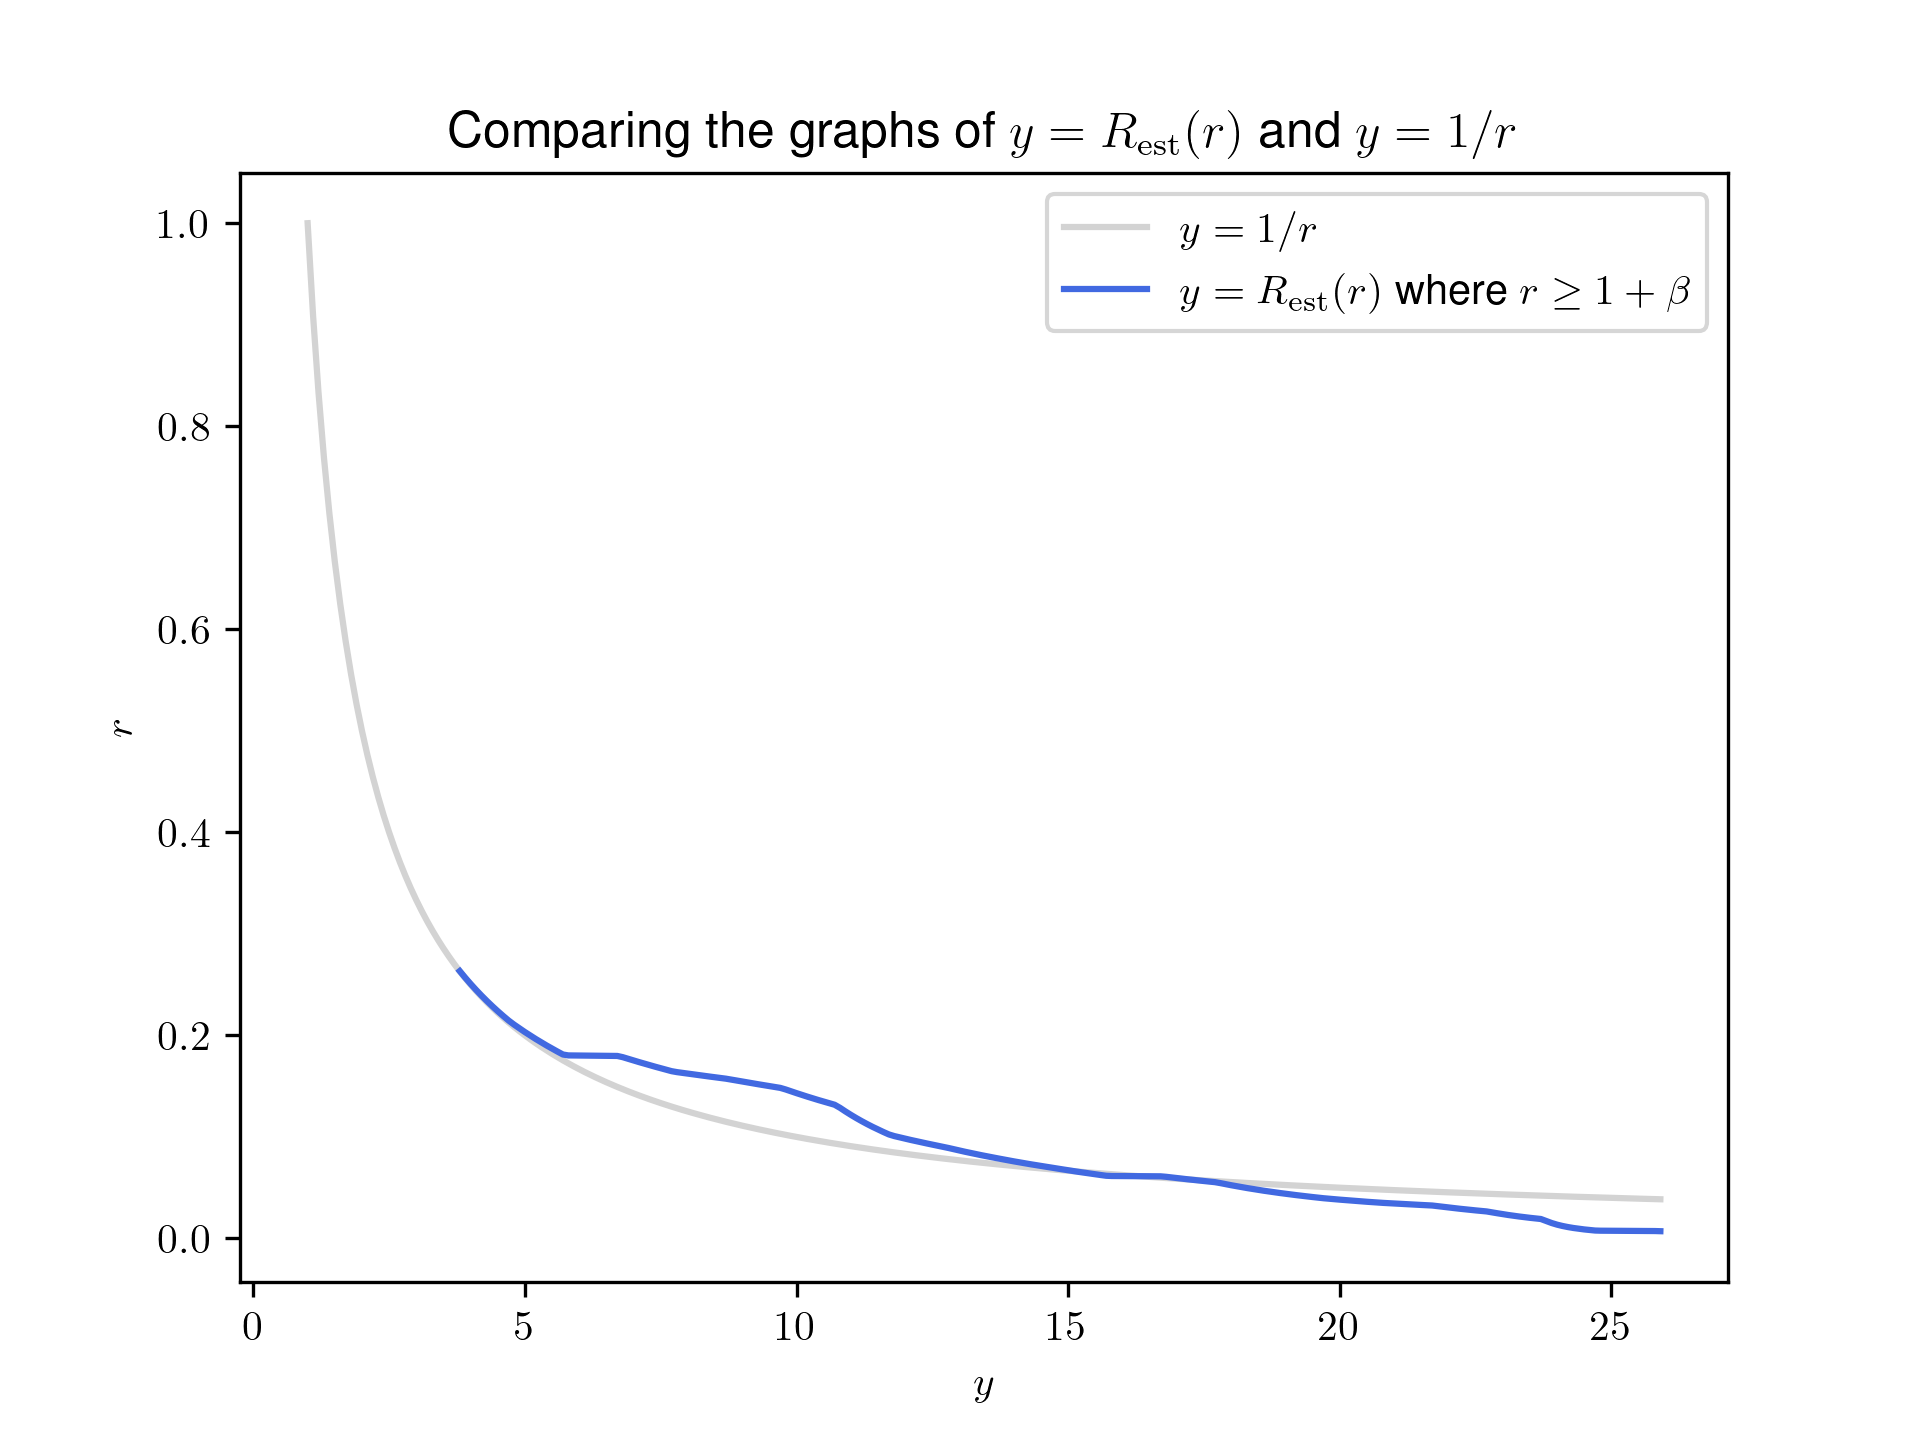 Comparing the graphs of y = R_est(r) and y = 1/r
y = 1/r
y = R_est(r) where r ≥ 1 + β
1.0
0.8
0.6
0.4
0.2
0.0
r
0 5 10 15 20 25
y